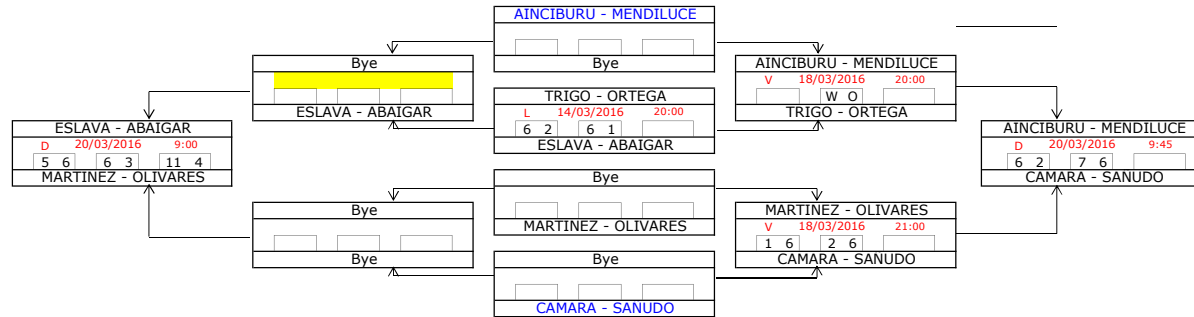 AINCIBURU - MENDILUCE
Bye
Bye
ESLAVA - ABAIGAR
AINCIBURU - MENDILUCE
V 18/03/2016 20:00
W O
TRIGO - ORTEGA
TRIGO - ORTEGA
L 14/03/2016 20:00
6 2 6 1
ESLAVA - ABAIGAR
ESLAVA - ABAIGAR
D 20/03/2016 9:00
5 6 6 3 11 4
MARTINEZ - OLIVARES
AINCIBURU - MENDILUCE
D 20/03/2016 9:45
6 2 7 6
CAMARA - SANUDO
Bye
MARTINEZ - OLIVARES
Bye
Bye
MARTINEZ - OLIVARES
V 18/03/2016 21:00
1 6 2 6
CAMARA - SANUDO
Bye
CAMARA - SANUDO